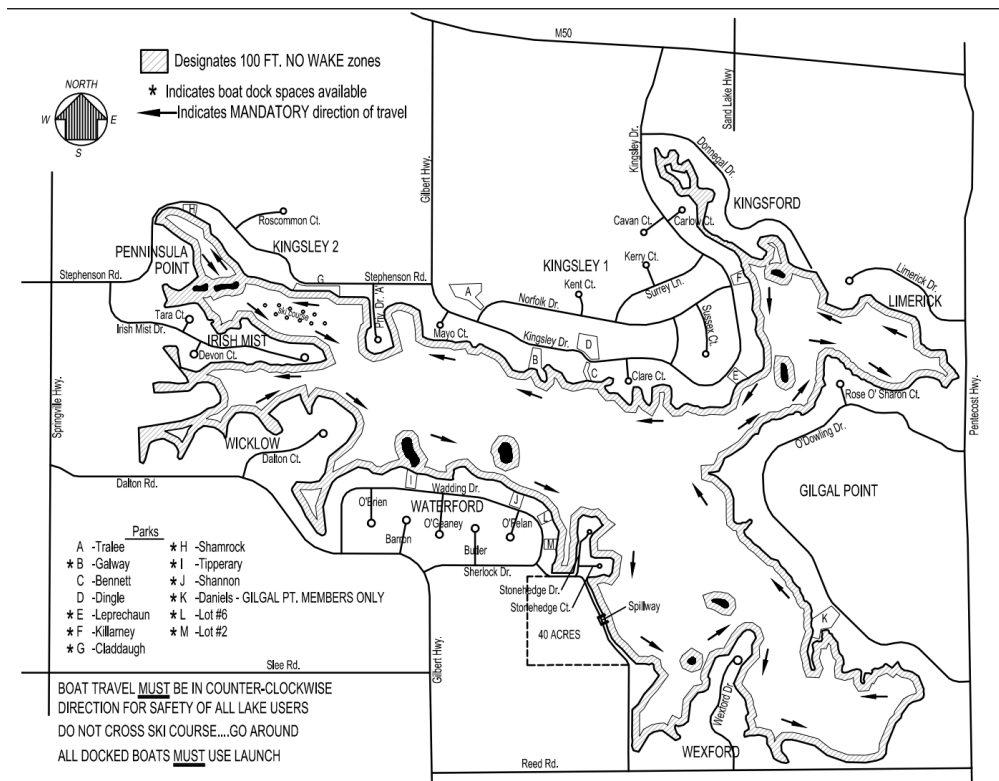 M50
Designates 100 FT. NO WAKE zones
* Indicates boat dock spaces available
Indicates MANDATORY direction of travel
NORTH
W
E
S
Gilbert Hwy.
Sand Lake Hwy
Kingsley Dr.
Donnegal Dr.
KINGSFORD
Cavan Ct.
Carlow Ct.
H
Roscommon Ct.
KINGSLEY 2
PENNINSULA
POINT
Stephenson Rd.
G
Stephenson Rd.
Priv. Dr. "A"
KINGSLEY 1
Kerry Ct.
Kent Ct.
Surrey Ln.
F
Limerick Dr.
LIMERICK
A
Norfolk Dr.
Sussex Ct.
Ski course
Tara Ct.
Irish Mist Dr.
IRISH MIST
Devon Ct.
Mayo Ct.
Kingsley Dr.
D
B
C
Clare Ct.
E
Springville Hwy.
Pentecost Hwy.
Rose O' Sharon Ct.
O'Dowling Dr.
WICKLOW
Dalton Ct.
Dalton Rd.
GILGAL POINT
I
Wadding Dr.
J
O'Brien
WATERFORD
O'Geaney
O'Felan
L
M
Barron
Butler
Sherlock Dr.
Stonehedge Dr.
Stonehedge Ct.
Spillway
40 ACRES
K
Parks
A -Tralee
* B -Galway
C -Bennett
D -Dingle
* E -Leprechaun
* F -Killarney
* G -Claddaugh
* H -Shamrock
* I -Tipperary
* J -Shannon
* K -Daniels - GILGAL PT. MEMBERS ONLY
* L -Lot #6
* M -Lot #2
Slee Rd.
Gilbert Hwy.
Wexford Dr.
WEXFORD
Reed Rd.
BOAT TRAVEL MUST BE IN COUNTER-CLOCKWISE
DIRECTION FOR SAFETY OF ALL LAKE USERS
DO NOT CROSS SKI COURSE....GO AROUND
ALL DOCKED BOATS MUST USE LAUNCH